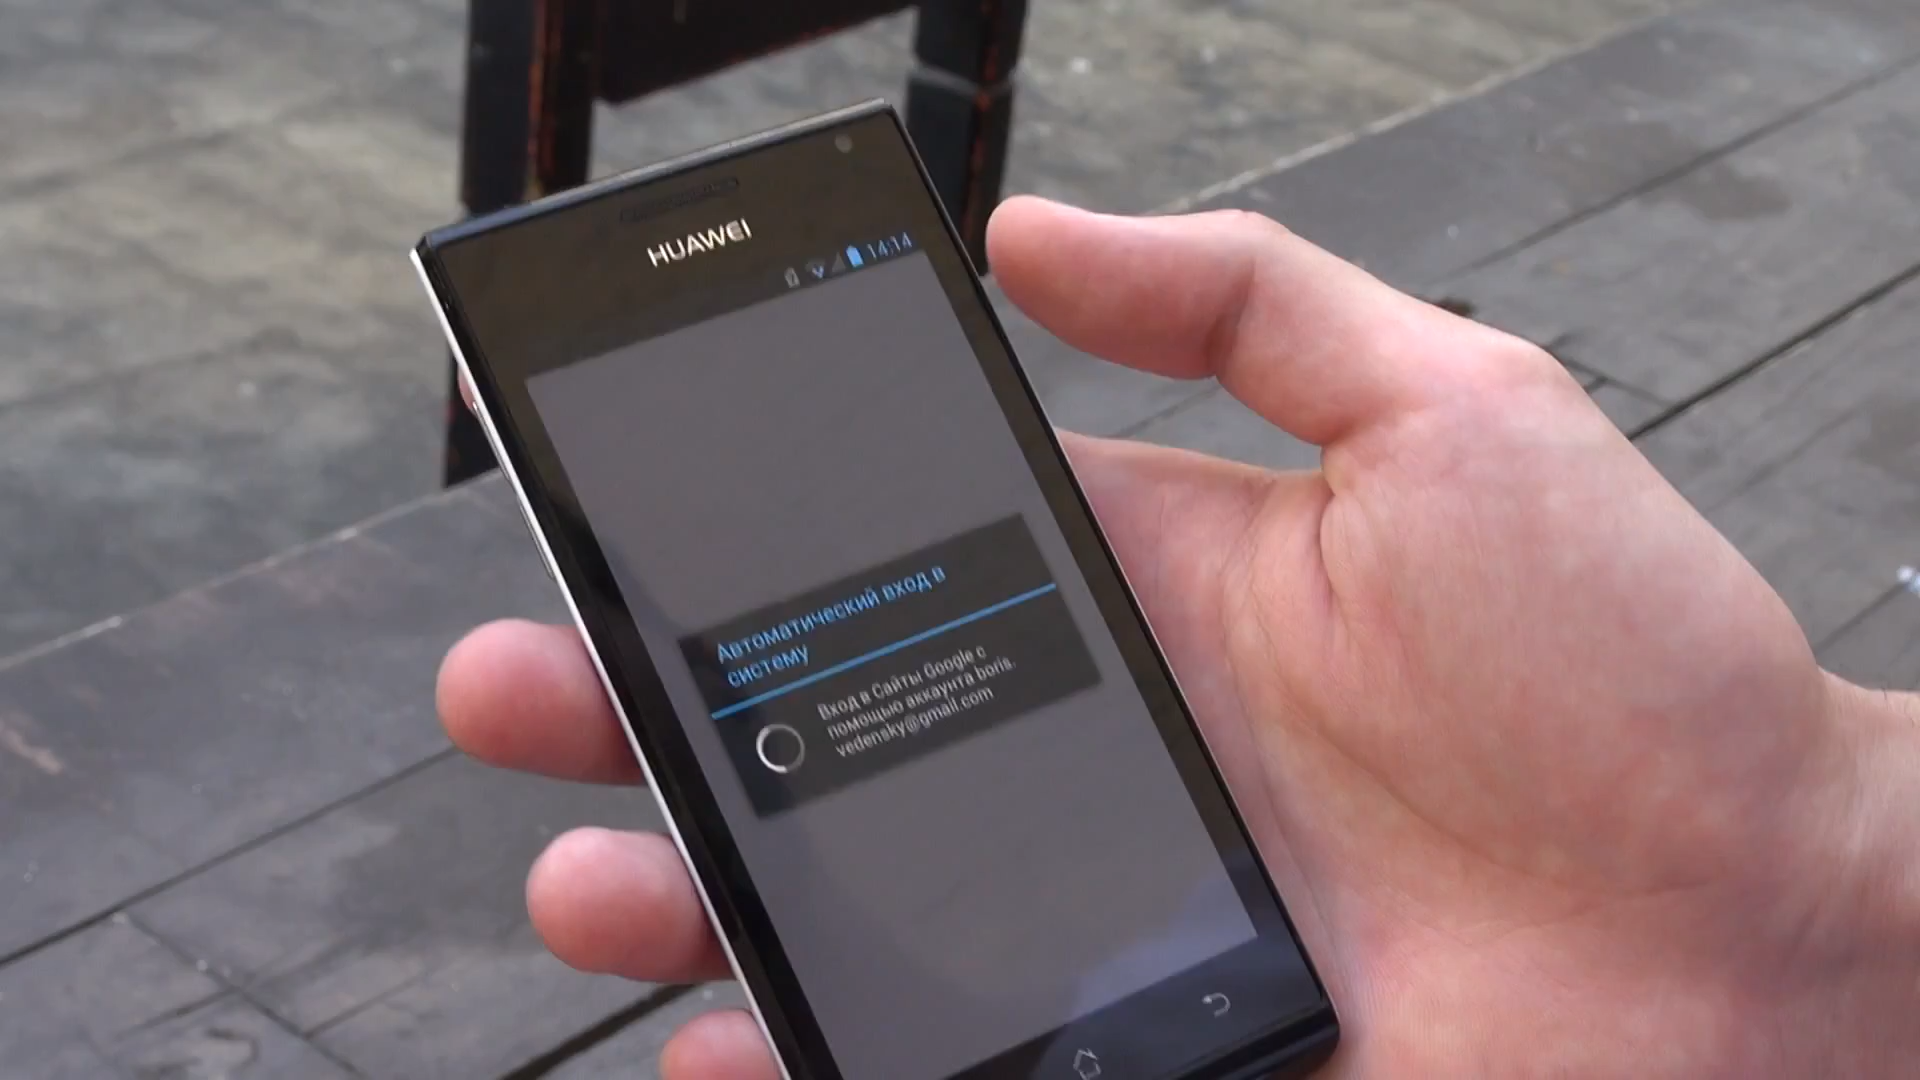 HUAWEI
14:14
Автоматический вход в
систему
Вход в Сайты Google с
помощью аккаунта boris.
vedensky@gmail.com